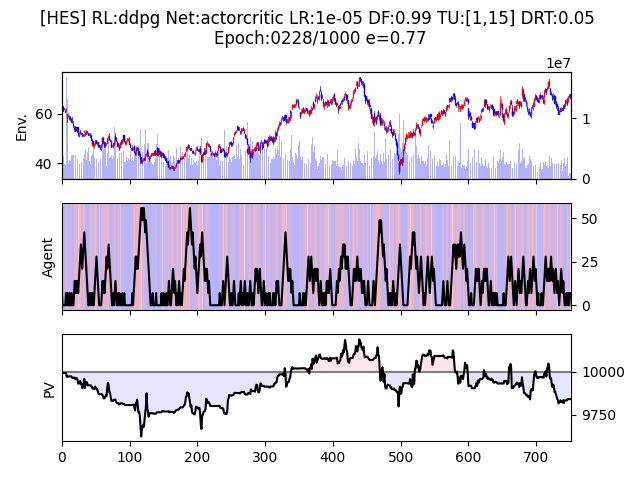 [HES] RL:ddpg Net:actorcritic LR:1e-05 DF:0.99 TU:[1,15] DRT:0.05
Epoch:0228/1000 e=0.77
1e7
Env.
60
40
1
0
Agent
50
25
0
PV
10000
9750
0 100 200 300 400 500 600 700